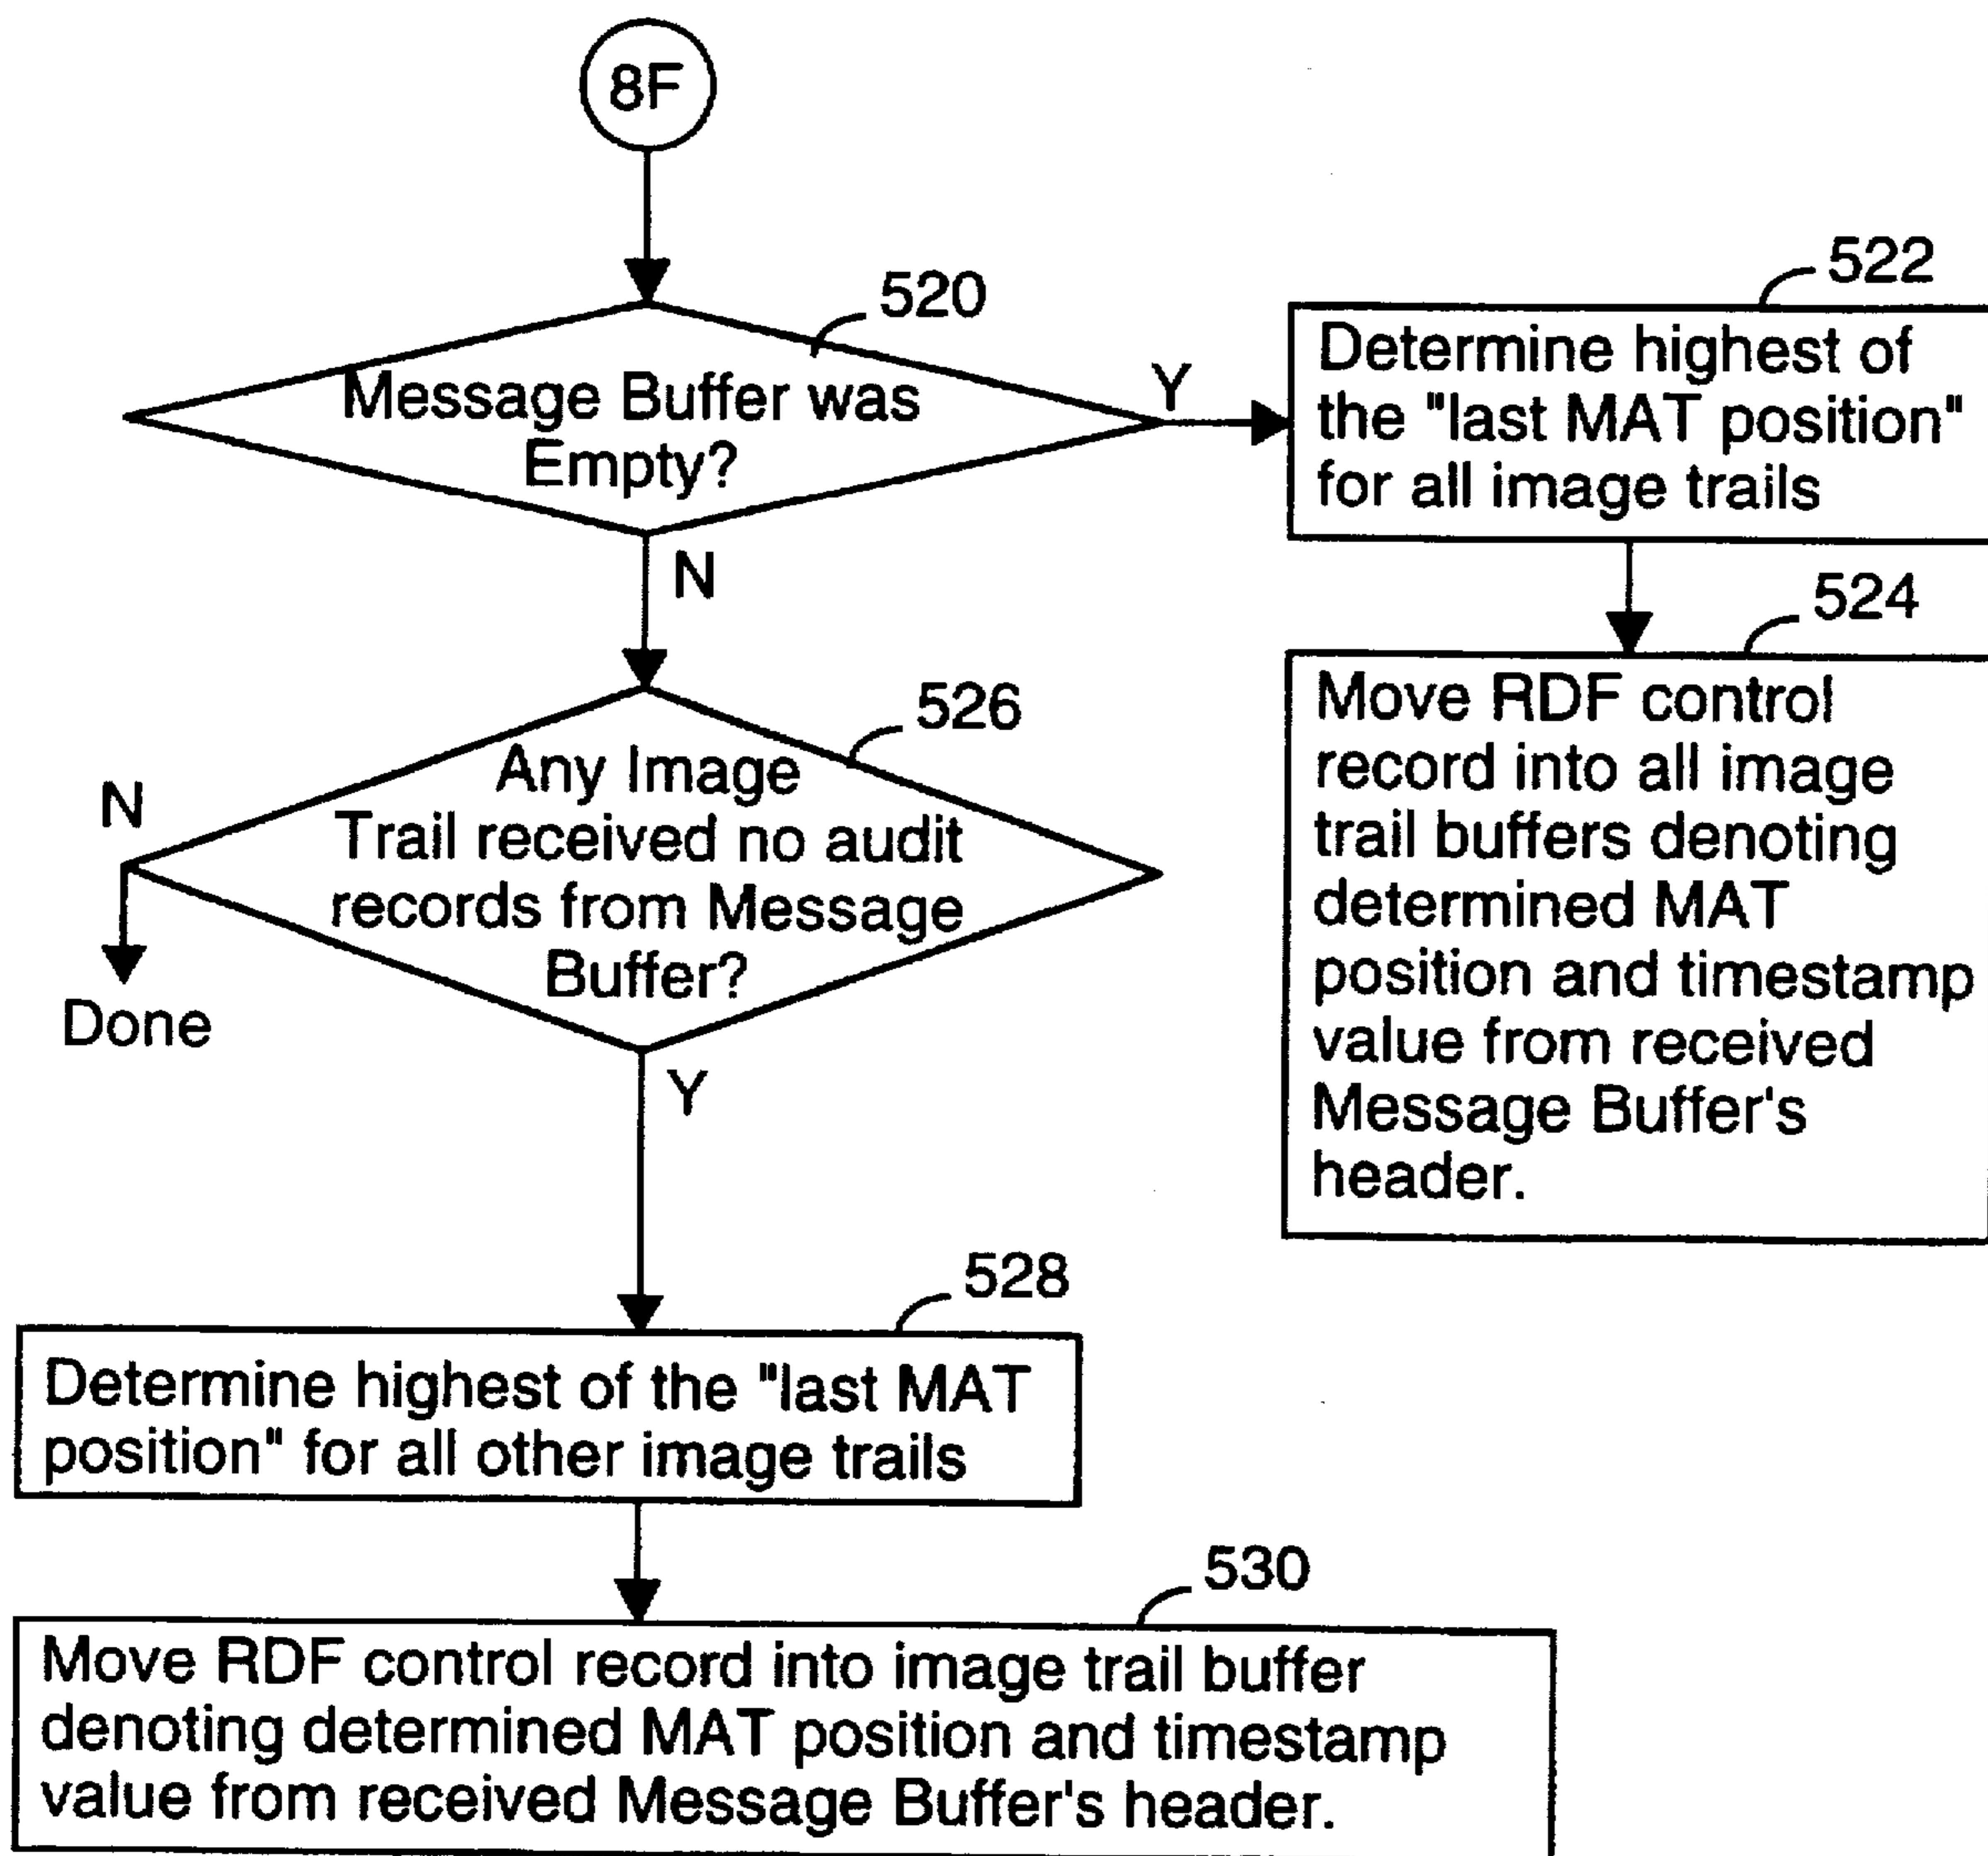 8F
520
Message Buffer was
Empty?
Y
N
522
Determine highest of
the "last MAT position"
for all image trails
524
Move RDF control
record into all image
trail buffers denoting
determined MAT
position and timestamp
value from received
Message Buffer's
header.
526
Any Image
Trail received no audit
records from Message
Buffer?
N
Done
Y
528
Determine highest of the "last MAT
position" for all other image trails
530
Move RDF control record into image trail buffer
denoting determined MAT position and timestamp
value from received Message Buffer's header.